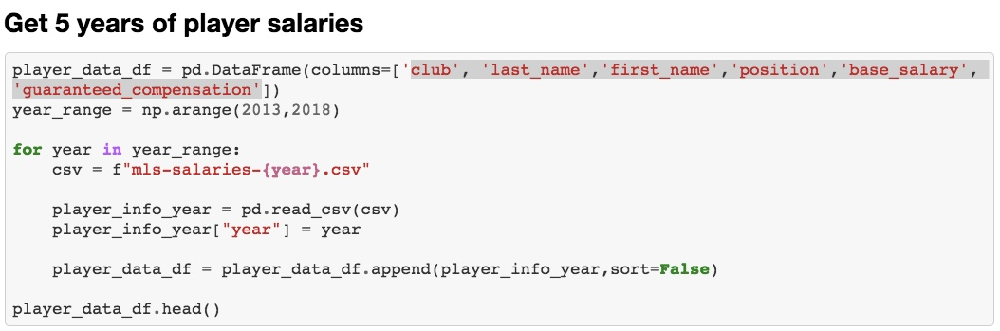 Get 5 years of player salaries
player_data_df = pd.DataFrame(columns=['club', 'last_name','first_name','position','base_salary',
'guaranteed_compensation'])
year_range = np.arange(2013,2018)
for year in year_range:
    csv = f"mls-salaries-{year}.csv"
    player_info_year = pd.read_csv(csv)
    player_info_year["year"] = year
    player_data_df = player_data_df.append(player_info_year,sort=False)
player_data_df.head()